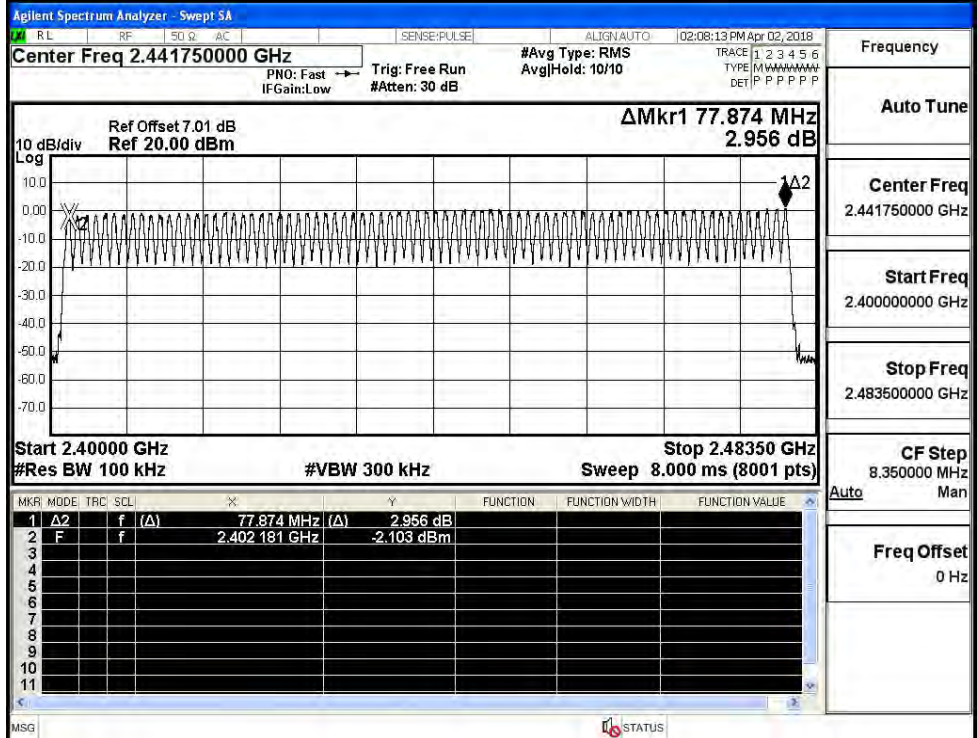 Agilent Spectrum Analyzer - Swept SA
LXI RL RF 50 Ω AC SENSE:PULSE ALIGN AUTO 02:08:13 PM Apr 02, 2018
Center Freq 2.441750000 GHz
PNO: Fast
IFGain:Low
Trig: Free Run
#Atten: 30 dB
#Avg Type: RMS
Avg|Hold: 10/10
TRACE 1 2 3 4 5 6
TYPE MWWWWW
DET P P P P P P
Frequency
Ref Offset 7.01 dB
10 dB/div Ref 20.00 dBm
Log
ΔMkr1 77.874 MHz
2.956 dB
10.0
0.00
-10.0
-20.0
-30.0
-40.0
-50.0
-60.0
-70.0
1Δ2
2
Start 2.40000 GHz Stop 2.48350 GHz
#Res BW 100 kHz #VBW 300 kHz Sweep 8.000 ms (8001 pts)
MKR MODE TRC SCL X Y FUNCTION FUNCTION WIDTH FUNCTION VALUE
1 Δ2 f (Δ) 77.874 MHz (Δ) 2.956 dB
2 F f 2.402 181 GHz -2.103 dBm
3
4
5
6
7
8
9
10
11
MSG STATUS
Auto Tune
Center Freq
2.441750000 GHz
Start Freq
2.400000000 GHz
Stop Freq
2.483500000 GHz
CF Step
8.350000 MHz
Auto Man
Freq Offset
0 Hz